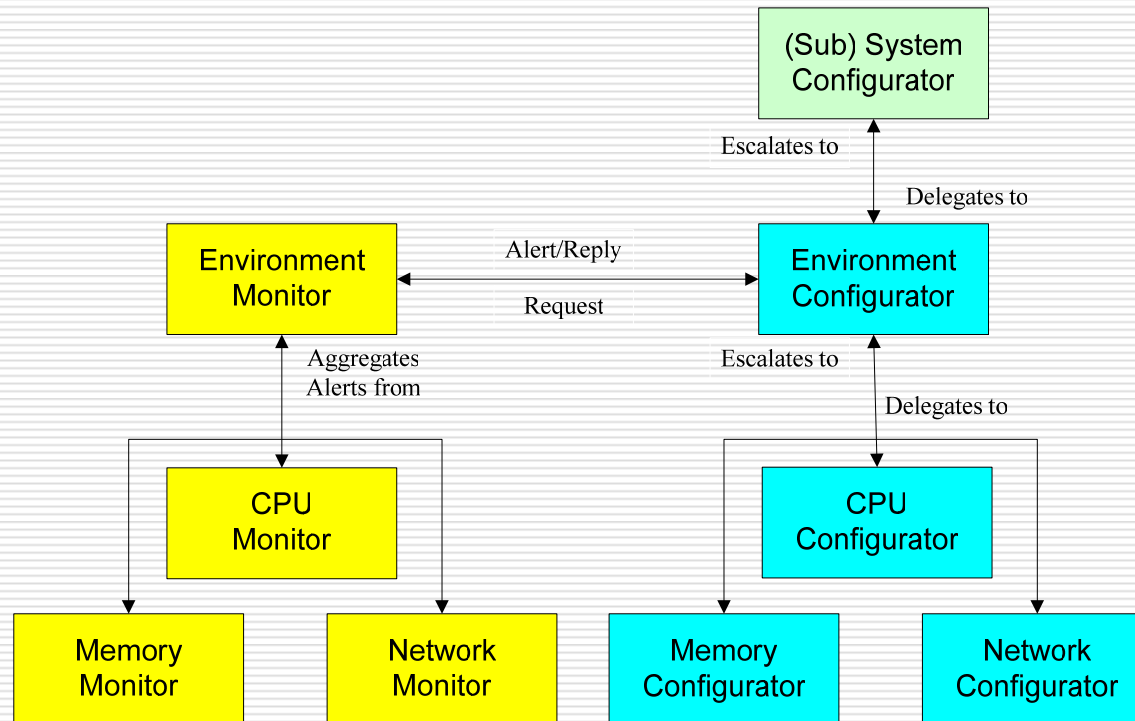 (Sub) System
Configurator
Escalates to
Delegates to
Environment
Monitor
Alert/Reply
Request
Environment
Configurator
Aggregates
Alerts from
Escalates to
Delegates to
CPU
Monitor
CPU
Configurator
Memory
Monitor
Network
Monitor
Memory
Configurator
Network
Configurator